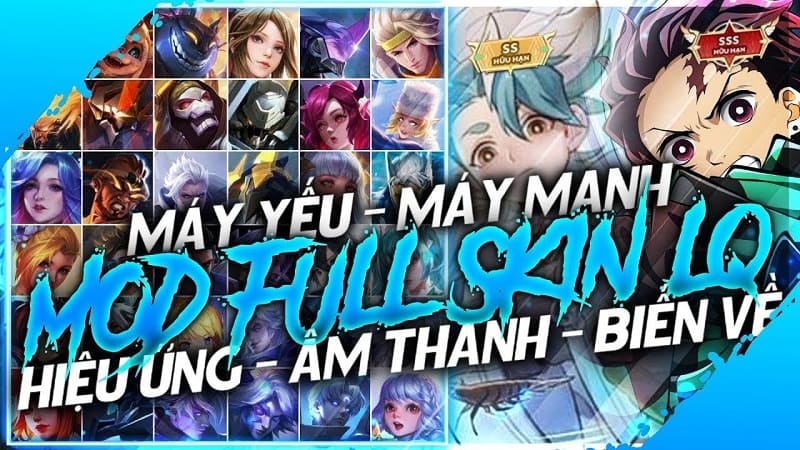 SS
HỮU HẠN
SSS
HỮU HẠN
MÁY YẾU - MÁY MẠNH
MOD FULL SKIN LQ
HIỆU ỨNG - ÂM THANH - BIẾN VỀ